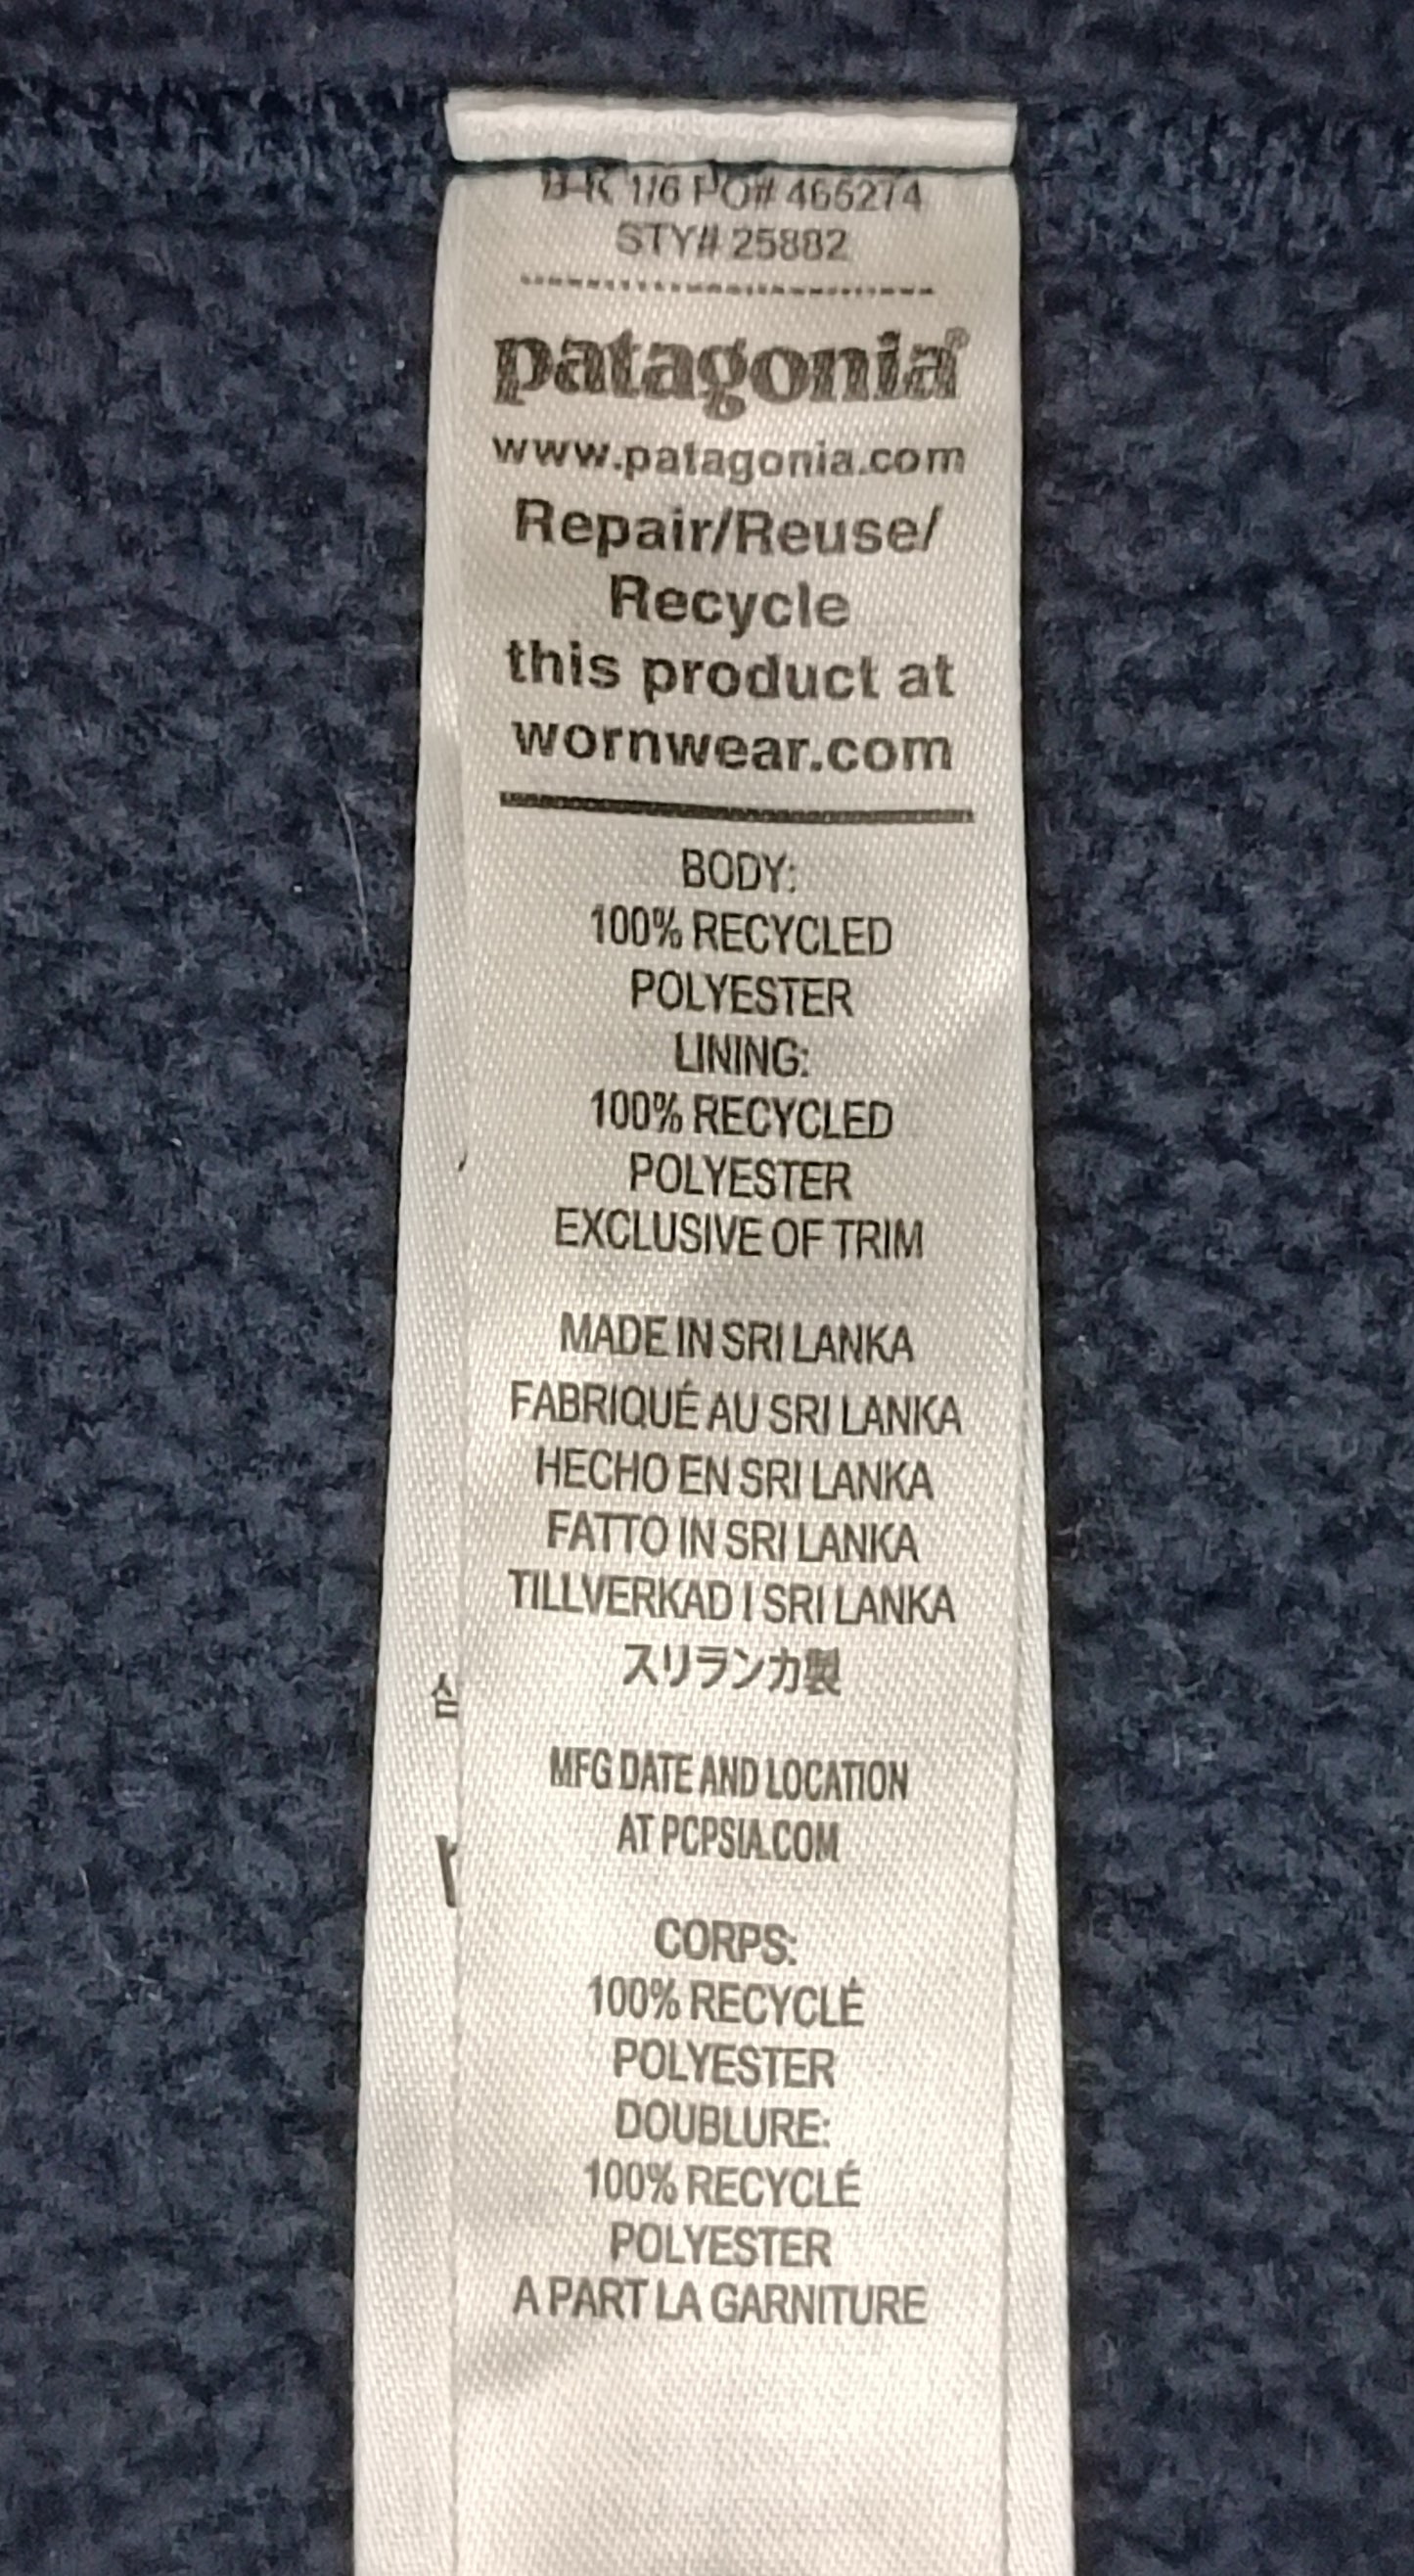 1/6 PO# 465274
STY# 25882
patagonia®
www.patagonia.com
Repair/Reuse/
Recycle
this product at
wornwear.com
BODY:
100% RECYCLED
POLYESTER
LINING:
100% RECYCLED
POLYESTER
EXCLUSIVE OF TRIM
MADE IN SRI LANKA
FABRIQUÉ AU SRI LANKA
HECHO EN SRI LANKA
FATTO IN SRI LANKA
TILLVERKAD I SRI LANKA
スリランカ製
MFG DATE AND LOCATION
AT PCPSIA.COM
CORPS:
100% RECYCLÉ
POLYESTER
DOUBLURE:
100% RECYCLÉ
POLYESTER
A PART LA GARNITURE